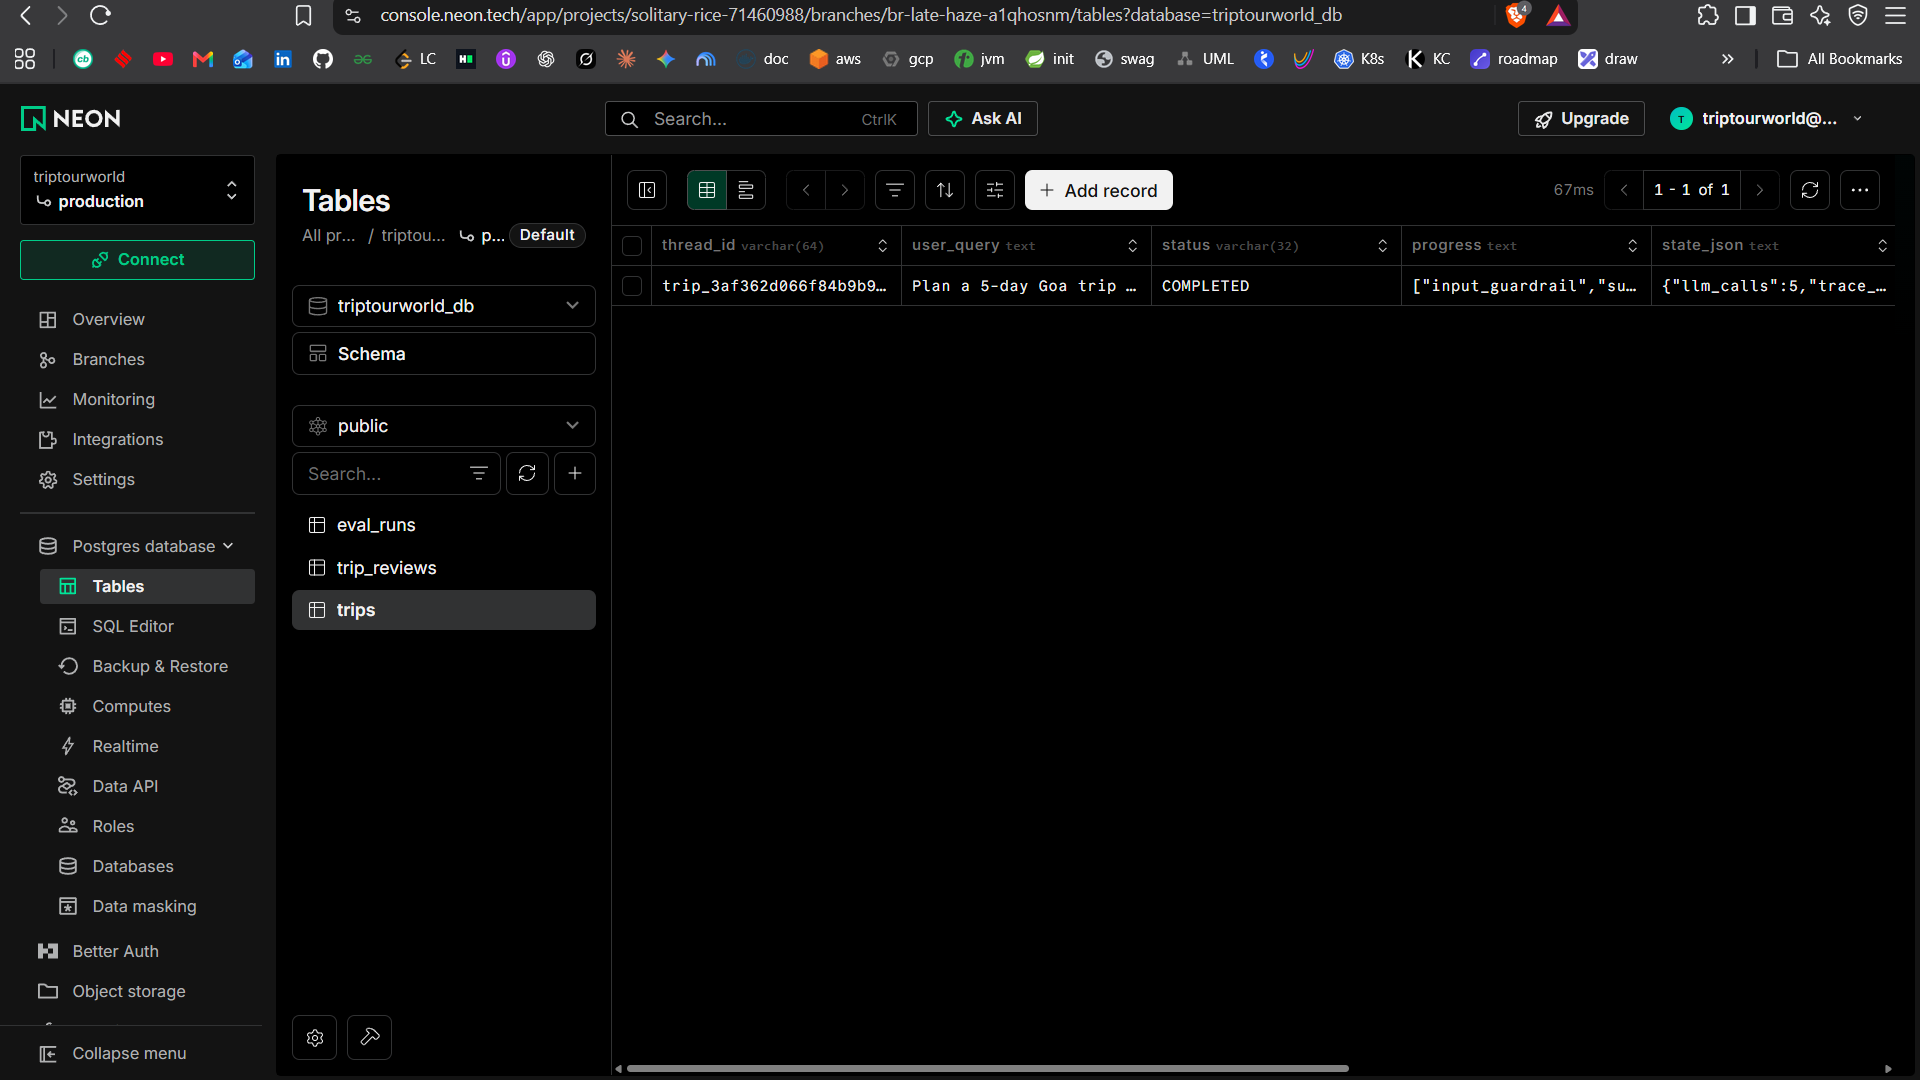 console.neon.tech/app/projects/solitary-rice-71460988/branches/br-late-haze-a1qhosnm/tables?database=triptourworld_db
4
LC
doc
aws
gcp
jvm
init
swag
UML
K8s
KC
roadmap
draw
All Bookmarks
NEON
Search...
CtrlK
Ask AI
Upgrade
T
triptourworld@...
triptourworld
production
Connect
Overview
Branches
Monitoring
Integrations
Settings
Postgres database
Tables
SQL Editor
Backup & Restore
Computes
Realtime
Data API
Roles
Databases
Data masking
Better Auth
Object storage
Collapse menu
Tables
All pr... / triptou... p... Default
triptourworld_db
Schema
public
Search...
eval_runs
trip_reviews
trips
Add record
67ms
1 - 1 of 1
thread_id varchar(64) user_query text status varchar(32) progress text state_json text
trip_3af362d066f84b9b9... Plan a 5-day Goa trip ... COMPLETED ["input_guardrail","su... {"llm_calls":5,"trace_...